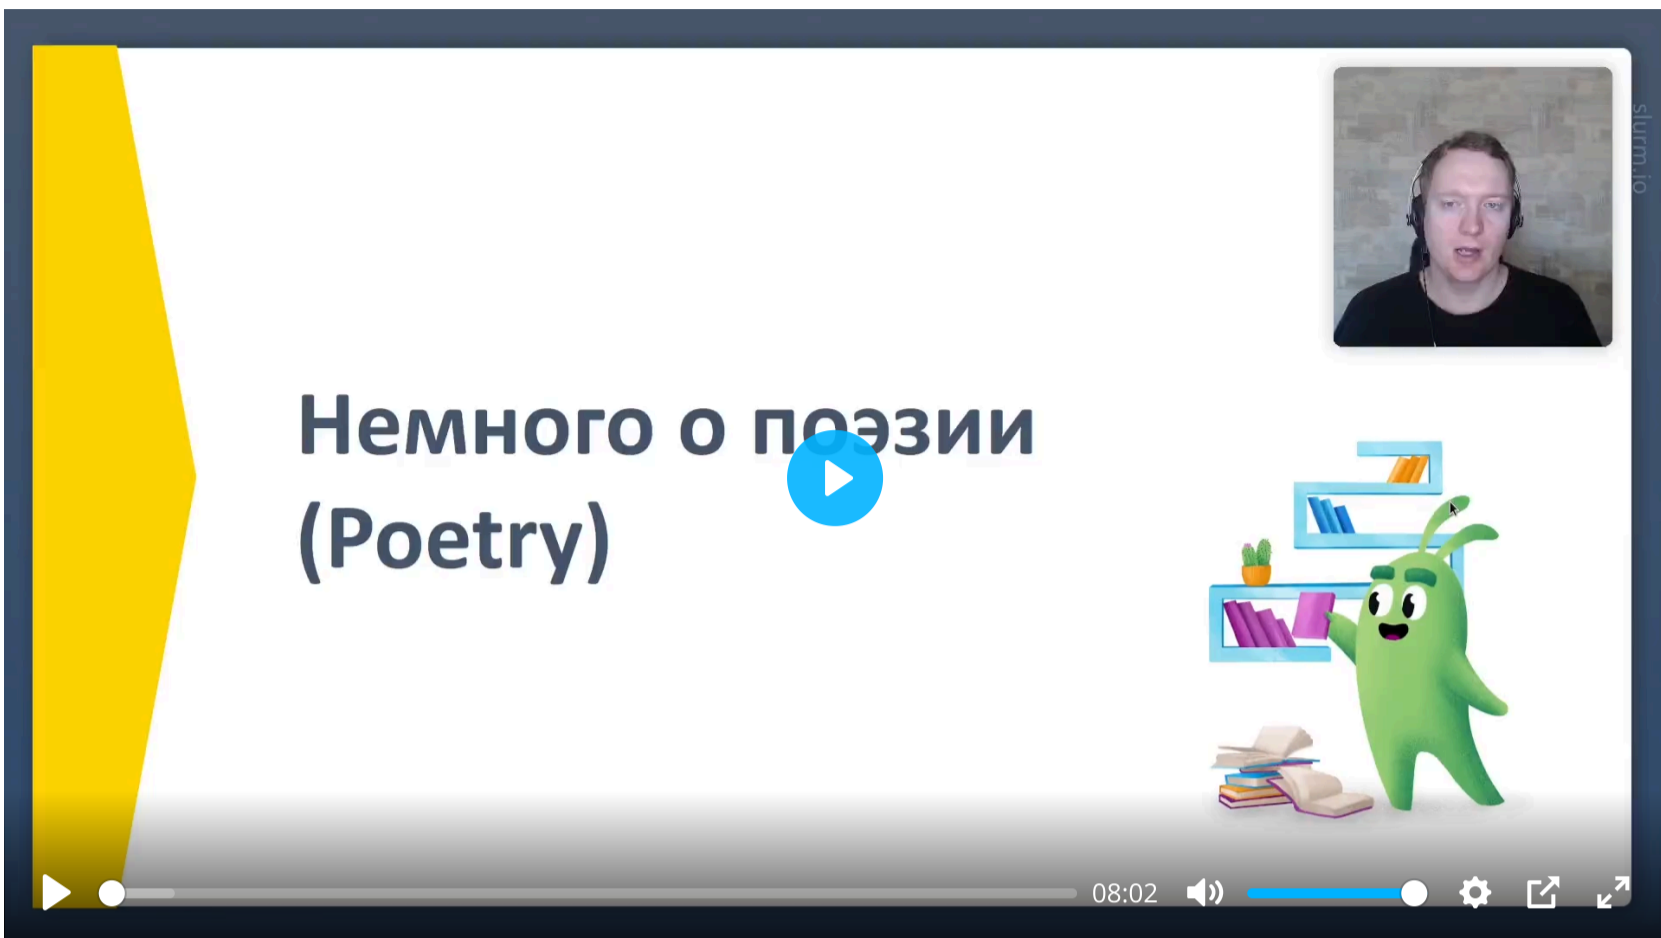 Немного о поэзии
(Poetry)
slurm.io
08:02